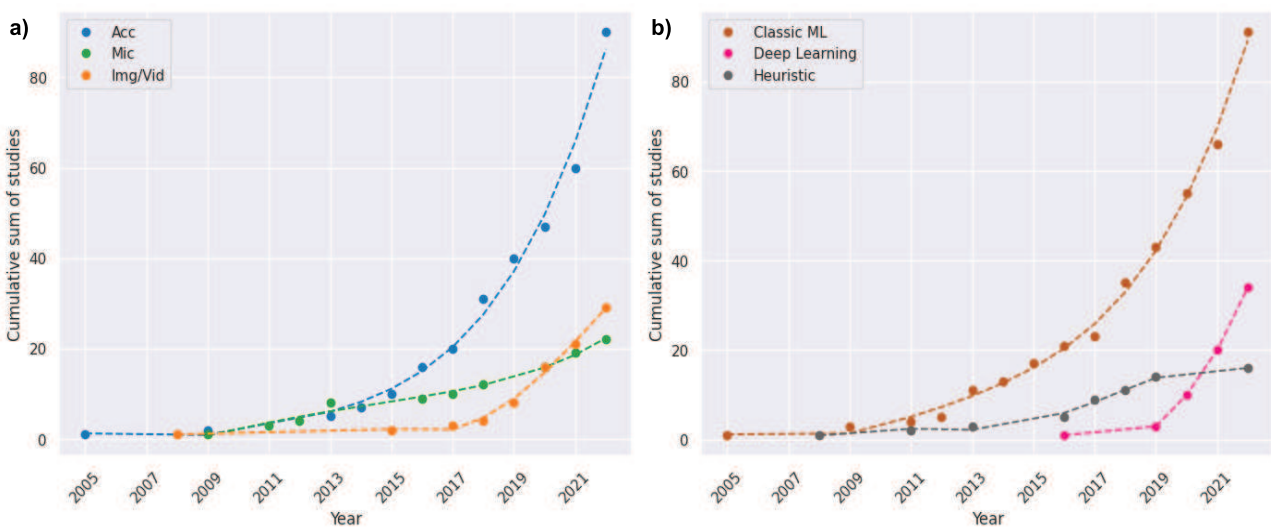 a)
Acc
Mic
Img/Vid
Cumulative sum of studies
80
60
40
20
0
2005
2007
2009
2011
2013
2015
2017
2019
2021
Year
b)
Classic ML
Deep Learning
Heuristic
Cumulative sum of studies
80
60
40
20
0
2005
2007
2009
2011
2013
2015
2017
2019
2021
Year